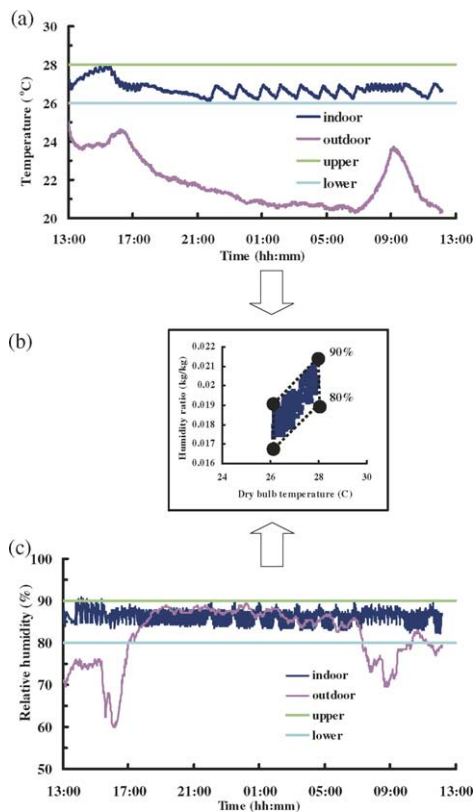 (a)
30
28
26
24
22
20
Temperature (°C)
indoor
outdoor
upper
lower
13:00 17:00 21:00 01:00 05:00 09:00 13:00
Time (hh:mm)
(b)
0.022
0.021
0.02
0.019
0.018
0.017
0.016
Humidity ratio (kg/kg)
90%
80%
24 26 28 30
Dry bulb temperature (C)
(c)
100
90
80
70
60
50
Relative humidity (%)
indoor
outdoor
upper
lower
13:00 17:00 21:00 01:00 05:00 09:00 13:00
Time (hh:mm)